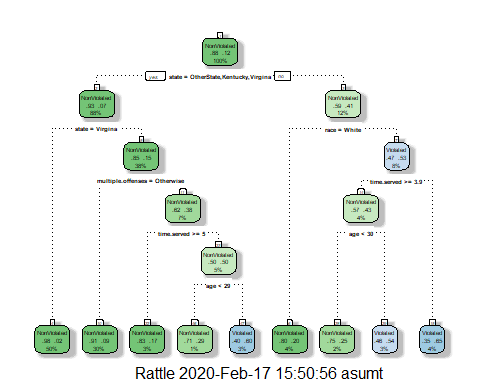 NonViolated
.88 .12
100%
yes
state = OtherState,Kentucky,Virginia
no
NonViolated
.93 .07
88%
NonViolated
.59 .41
12%
state = Virginia
race = White
NonViolated
.85 .15
38%
Violated
.47 .53
8%
multiple.offenses = Otherwise
time.served >= 3.9
NonViolated
.62 .38
7%
NonViolated
.57 .43
4%
time.served >= 5
age < 30
NonViolated
.50 .50
5%
age < 29
NonViolated
.98 .02
50%
NonViolated
.91 .09
30%
NonViolated
.83 .17
3%
NonViolated
.71 .29
1%
Violated
.40 .60
3%
NonViolated
.80 .20
4%
NonViolated
.75 .25
2%
Violated
.46 .54
3%
Violated
.35 .65
4%
Rattle 2020-Feb-17 15:50:56 asumt